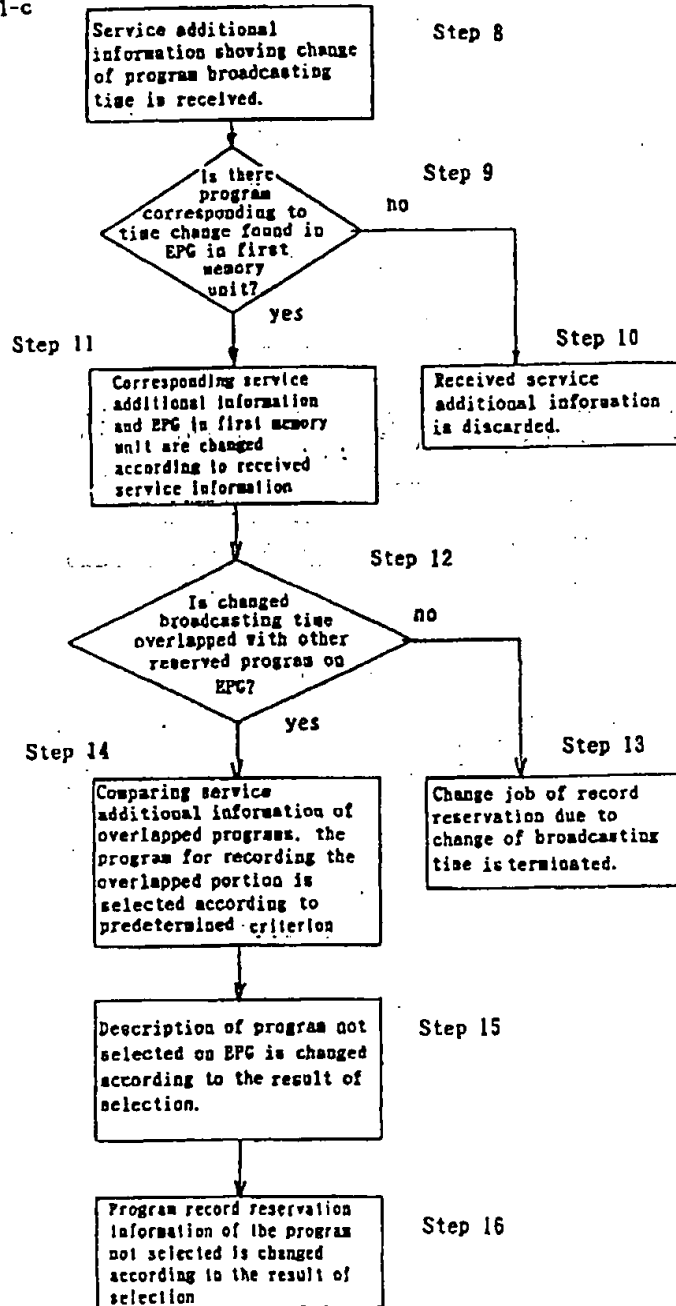 l-c
Service additional
information showing change
of program broadcasting
time is received.
Step 8
Is there
program
corresponding to
time change found in
EPG in first
memory
unit?
Step 9
no
yes
Step 11
Step 10
Corresponding service
additional information
and EPG in first memory
unit are changed
according to received
service information
Received service
additional information
is discarded.
Step 12
Is changed
broadcasting time
overlapped with other
reserved program on
EPG?
no
yes
Step 14
Step 13
Comparing service
additional information of
overlapped programs, the
program for recording the
overlapped portion is
selected according to
predetermined criterion
Change job of record
reservation due to
change of broadcasting
time is terminated.
Description of program not
selected on EPG is changed
according to the result of
selection.
Step 15
Program record reservation
information of the program
not selected is changed
according to the result of
selection
Step 16